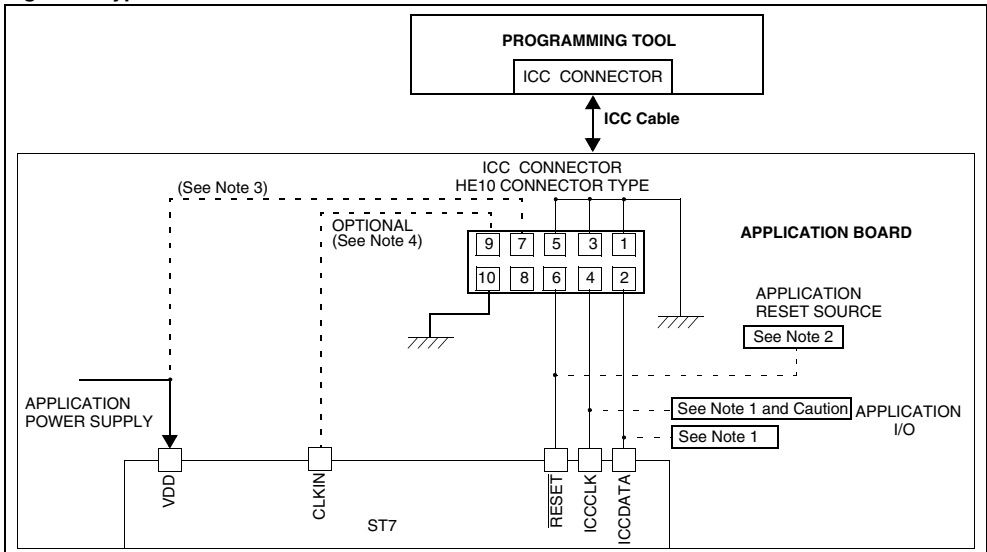 PROGRAMMING TOOL
ICC CONNECTOR
ICC Cable
ICC CONNECTOR
HE10 CONNECTOR TYPE
(See Note 3)
OPTIONAL
(See Note 4)
9 7 5 3 1
10 8 6 4 2
APPLICATION BOARD
APPLICATION
RESET SOURCE
See Note 2
See Note 1 and Caution
See Note 1
APPLICATION
I/O
APPLICATION
POWER SUPPLY
VDD
CLKIN
RESET
ICCCLK
ICCDATA
ST7